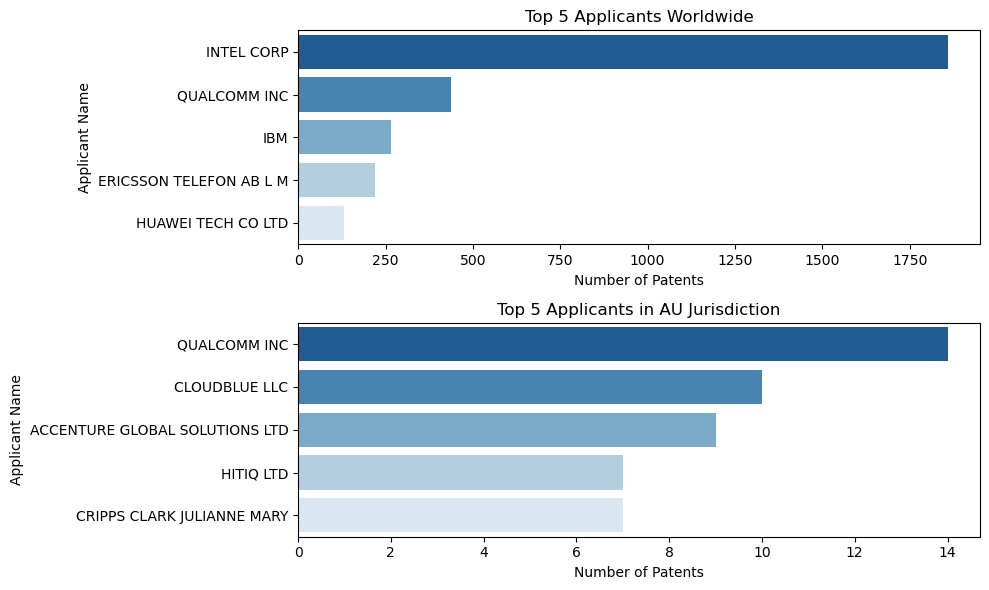 Top 5 Applicants Worldwide
Applicant Name
INTEL CORP
QUALCOMM INC
IBM
ERICSSON TELEFON AB L M
HUAWEI TECH CO LTD
0 250 500 750 1000 1250 1500 1750
Number of Patents
Top 5 Applicants in AU Jurisdiction
Applicant Name
QUALCOMM INC
CLOUDBLUE LLC
ACCENTURE GLOBAL SOLUTIONS LTD
HITIQ LTD
CRIPPS CLARK JULIANNE MARY
0 2 4 6 8 10 12 14
Number of Patents